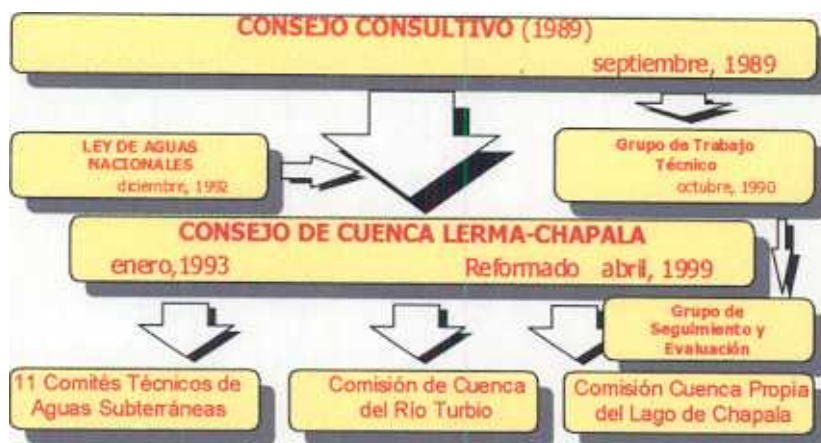 CONSEJO CONSULTIVO (1989)
septiembre, 1989
LEY DE AGUAS
NACIONALES
diciembre, 1992
Grupo de Trabajo
Técnico
octubre, 1990
CONSEJO DE CUENCA LERMA-CHAPALA
enero,1993 Reformado abril, 1999
Grupo de
Seguimiento y
Evaluación
11 Comités Técnicos de
Aguas Subterráneas
Comisión de Cuenca
del Río Turbio
Comisión Cuenca Propia
del Lago de Chapala